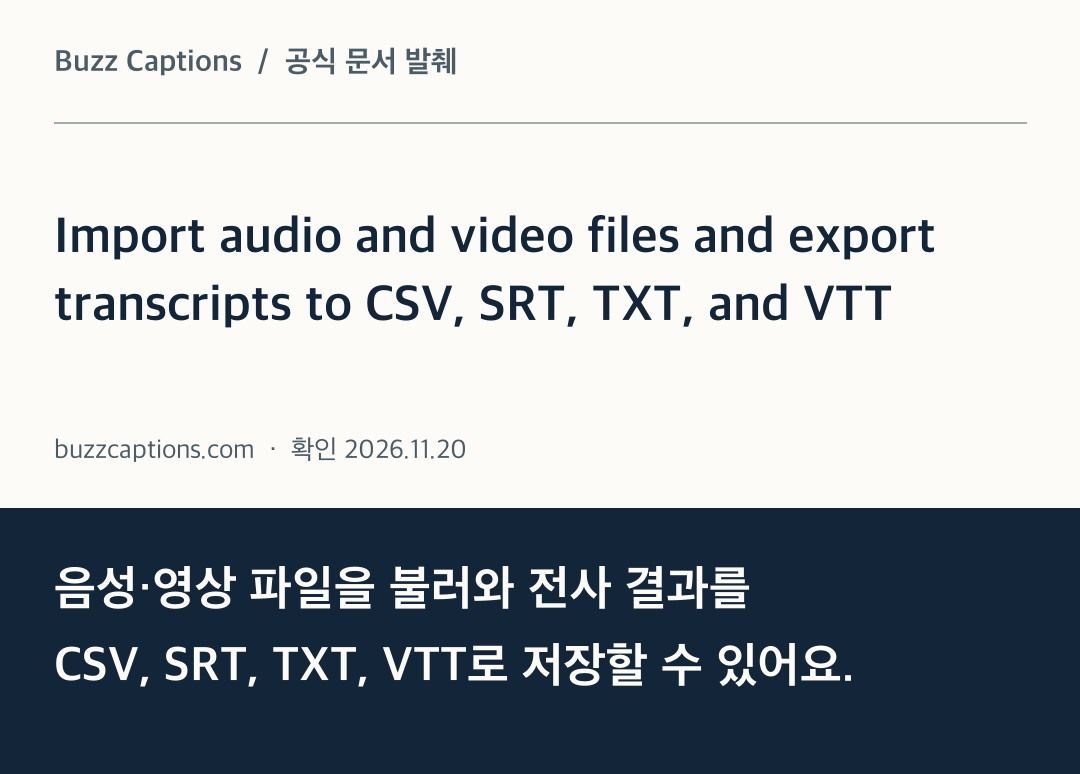 Buzz Captions / 공식 문서 발췌
Import audio and video files and export
transcripts to CSV, SRT, TXT, and VTT
buzzcaptions.com · 확인 2026.11.20
음성·영상 파일을 불러와 전사 결과를
CSV, SRT, TXT, VTT로 저장할 수 있어요.